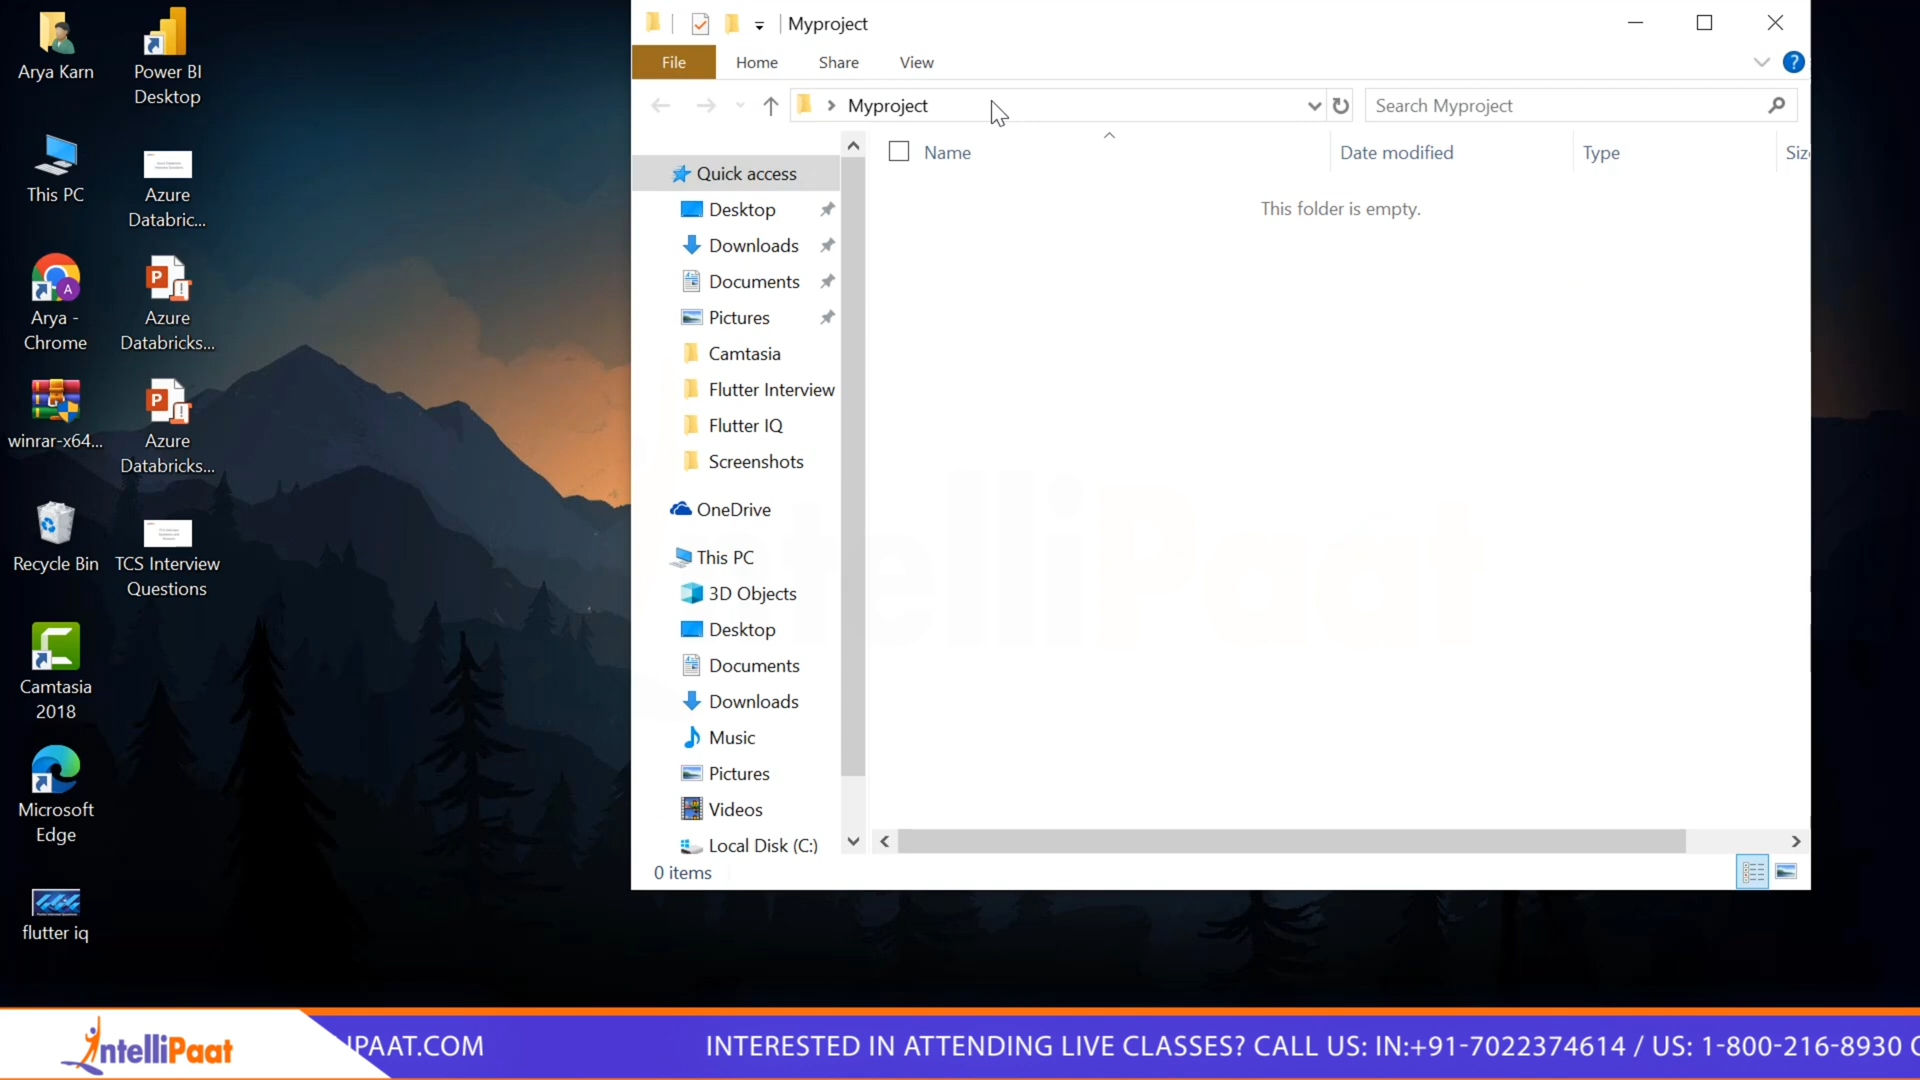 Arya Karn
Power BI
Desktop
This PC
Azure
Databric...
Arya -
Chrome
Azure
Databricks...
winrar-x64...
Azure
Databricks...
Recycle Bin
TCS Interview
Questions
Camtasia
2018
Microsoft
Edge
flutter iq
Myproject
File
Home
Share
View
Myproject
Search Myproject
Name
Date modified
Type
Siz
This folder is empty.
Quick access
Desktop
Downloads
Documents
Pictures
Camtasia
Flutter Interview
Flutter IQ
Screenshots
OneDrive
This PC
3D Objects
Desktop
Documents
Downloads
Music
Pictures
Videos
Local Disk (C:)
0 items
IntelliPaat
IntelliPaat
IPAAT.COM
INTERESTED IN ATTENDING LIVE CLASSES? CALL US: IN:+91-7022374614 / US: 1-800-216-8930